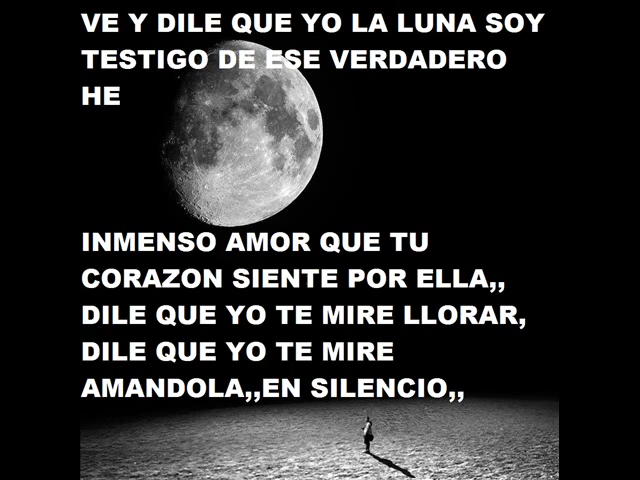 VE Y DILE QUE YO LA LUNA SOY
TESTIGO DE ESE VERDADERO
HE
INMENSO AMOR QUE TU
CORAZON SIENTE POR ELLA,,
DILE QUE YO TE MIRE LLORAR,
DILE QUE YO TE MIRE
AMANDOLA,,EN SILENCIO,,